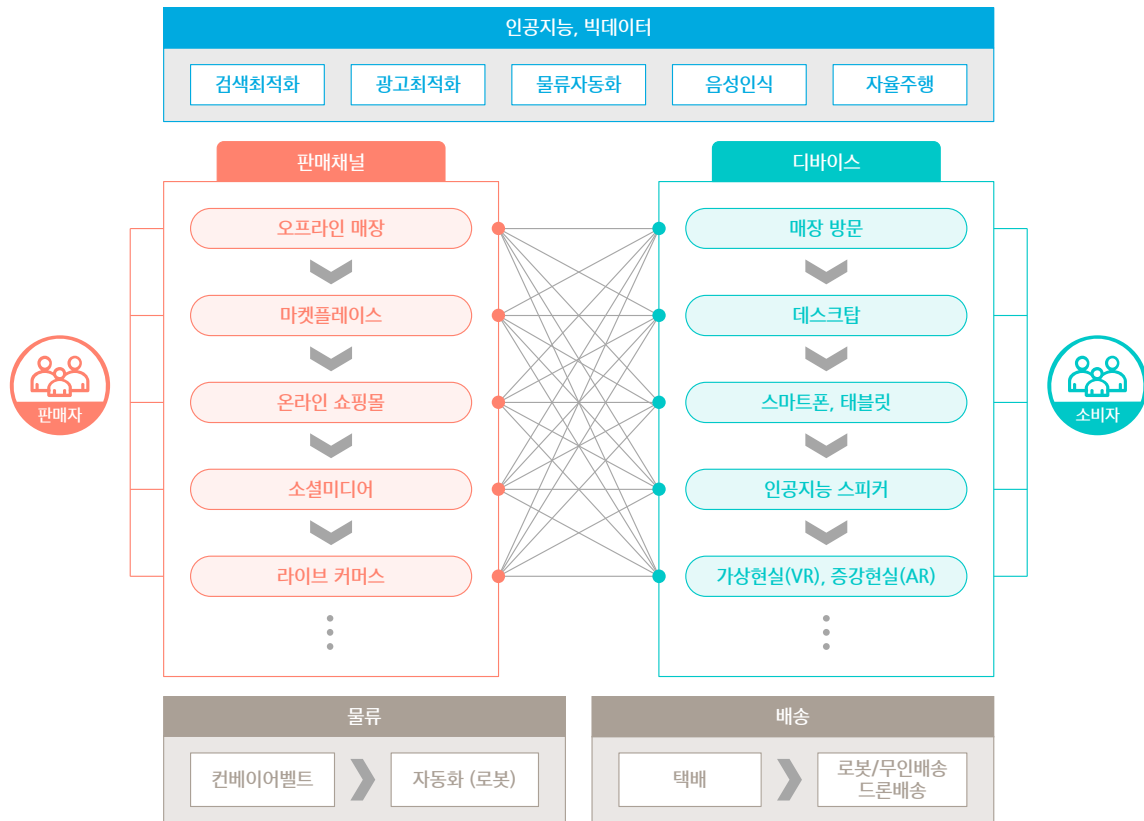 인공지능, 빅데이터
검색최적화
광고최적화
물류자동화
음성인식
자율주행
판매채널
오프라인 매장
마켓플레이스
온라인 쇼핑몰
소셜미디어
라이브 커머스
디바이스
매장 방문
데스크탑
스마트폰, 태블릿
인공지능 스피커
가상현실(VR), 증강현실(AR)
판매자
소비자
물류
컨베이어벨트
자동화 (로봇)
배송
택배
로봇/무인배송
드론배송